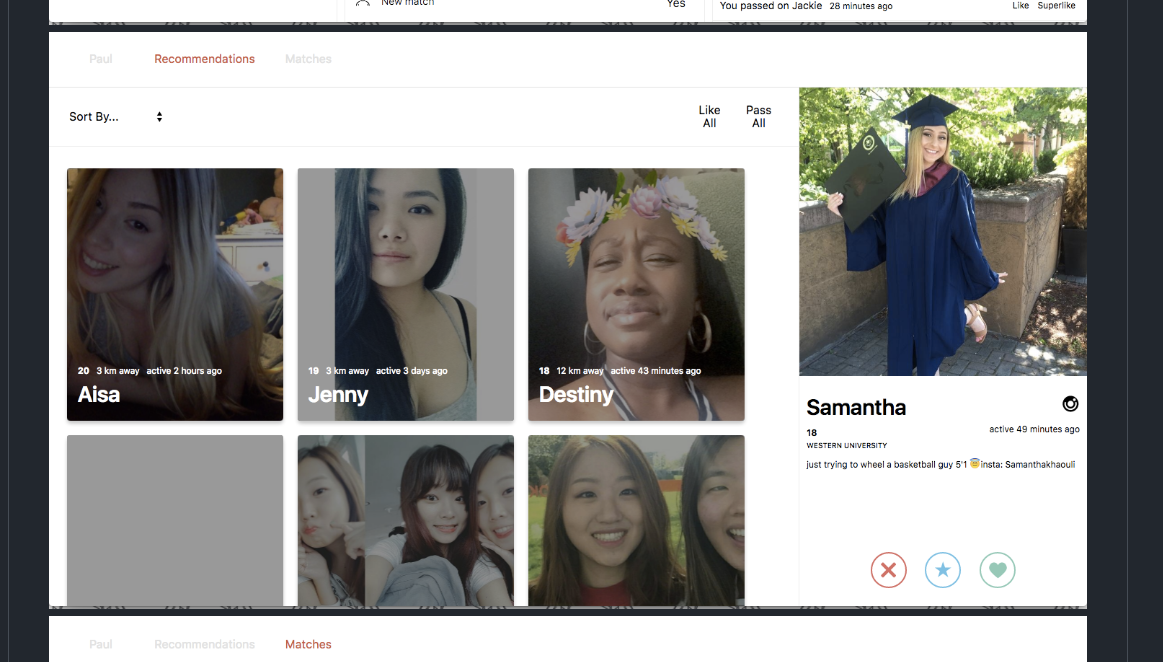 New match
Yes
You passed on Jackie 28 minutes ago
Like Superlike
Paul Recommendations Matches
Sort By...
Like All
Pass All
20 3 km away active 2 hours ago
Aisa
19 3 km away active 3 days ago
Jenny
18 12 km away active 43 minutes ago
Destiny
Samantha
18
active 49 minutes ago
WESTERN UNIVERSITY
just trying to wheel a basketball guy 5'1 😇insta: Samanthakhaouli
Paul Recommendations Matches